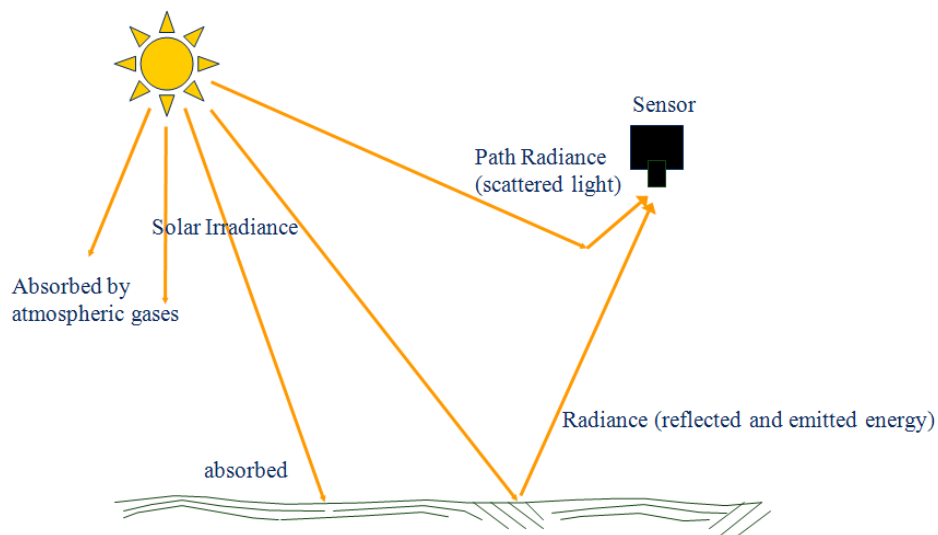 Sensor
Path Radiance
(scattered light)
Solar Irradiance
Absorbed by
atmospheric gases
Radiance (reflected and emitted energy)
absorbed